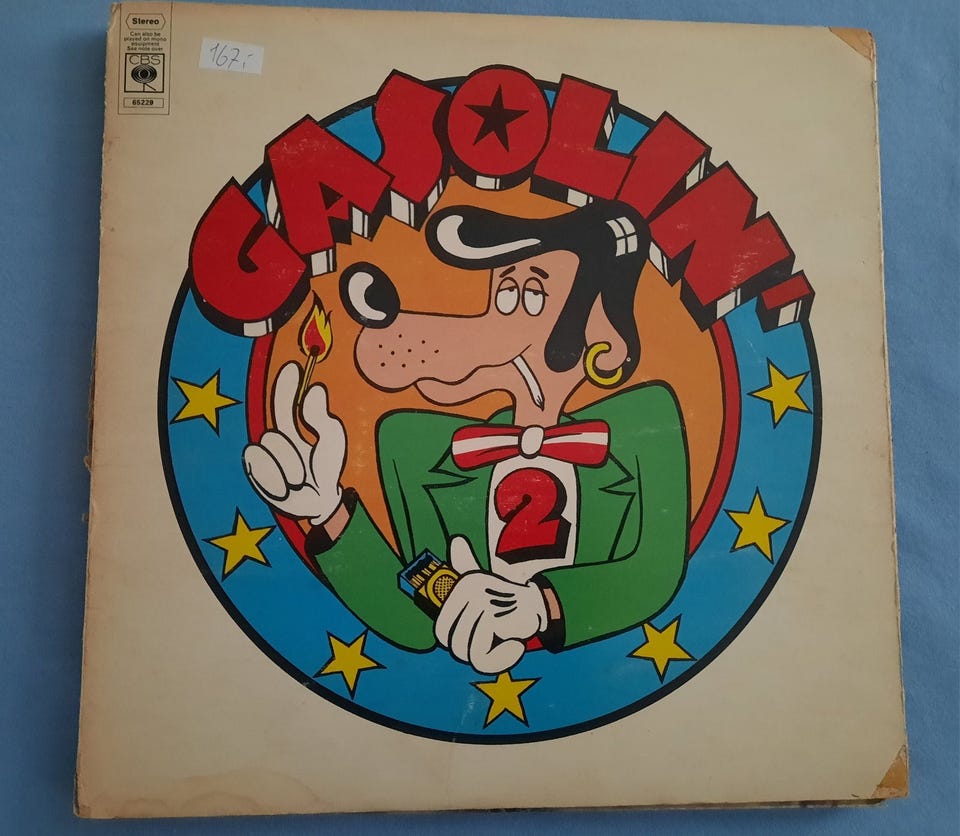 Stereo
Can also be
played on mono
equipment
See note over
CBS
65229
167,-
GASOLIN'
2